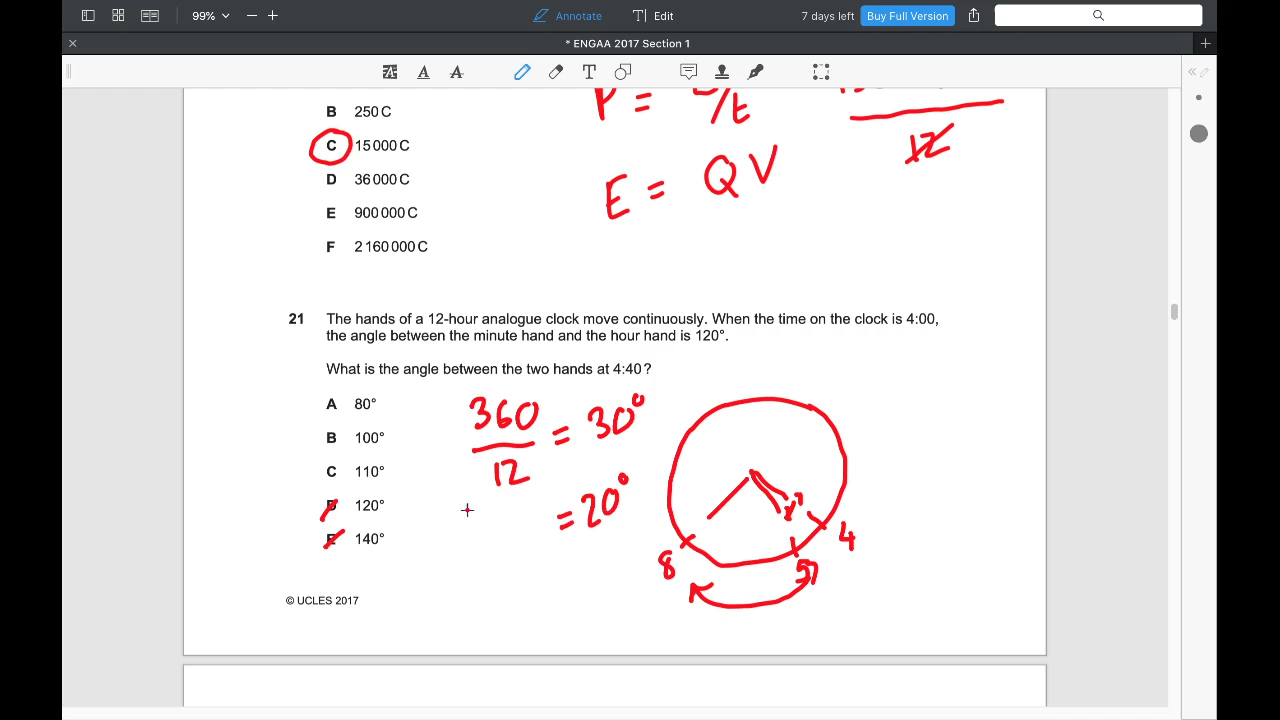 99%
Annotate
Edit
7 days left
Buy Full Version
* ENGAA 2017 Section 1
B 250 C
C 15 000 C
D 36 000 C
E 900 000 C
F 2 160 000 C
P = /t
12
E = QV
21 The hands of a 12-hour analogue clock move continuously. When the time on the clock is 4:00,
the angle between the minute hand and the hour hand is 120°.
What is the angle between the two hands at 4:40?
A 80°
B 100°
C 110°
D 120°
E 140°
360
12
= 30°
= 20°
8
5
4
© UCLES 2017